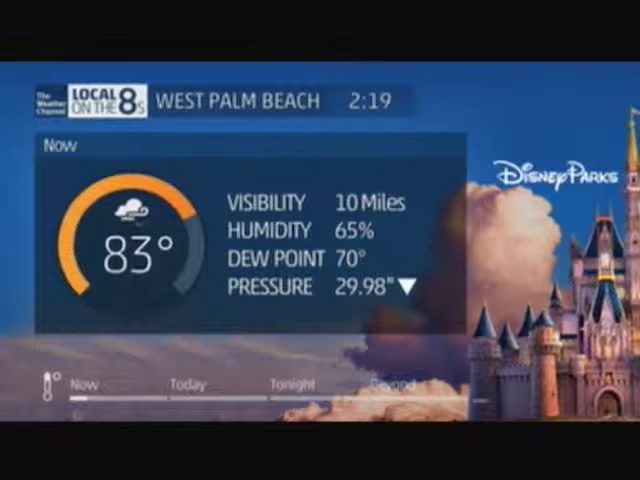 The
Weather
Channel
LOCAL
ON THE 8s
WEST PALM BEACH 2:19
Now
83°
VISIBILITY 10 Miles
HUMIDITY 65%
DEW POINT 70°
PRESSURE 29.98" ▼
Disney Parks
Now Today Tonight Beyond